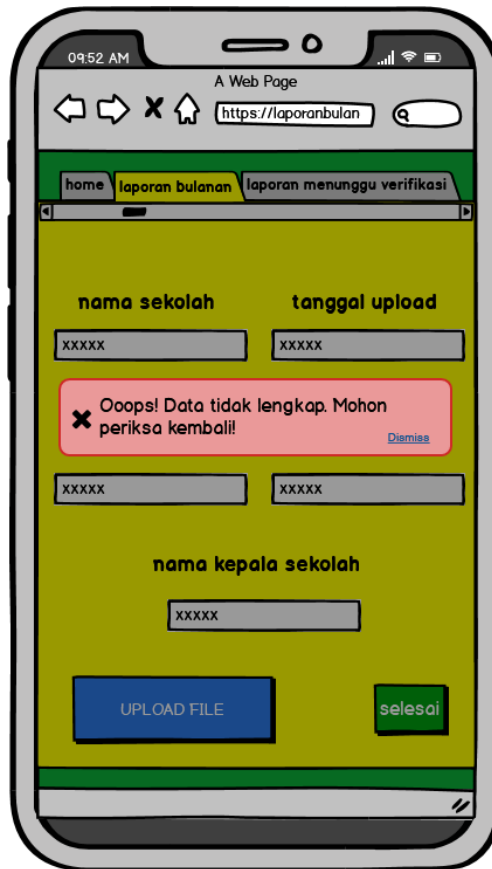 09:52 AM
A Web Page
https://laporanbulan
home laporan bulanan laporan menunggu verifikasi
nama sekolah tanggal upload
xxxxx xxxxx
Ooops! Data tidak lengkap. Mohon
periksa kembali!
Dismiss
xxxxx xxxxx
nama kepala sekolah
xxxxx
UPLOAD FILE selesai